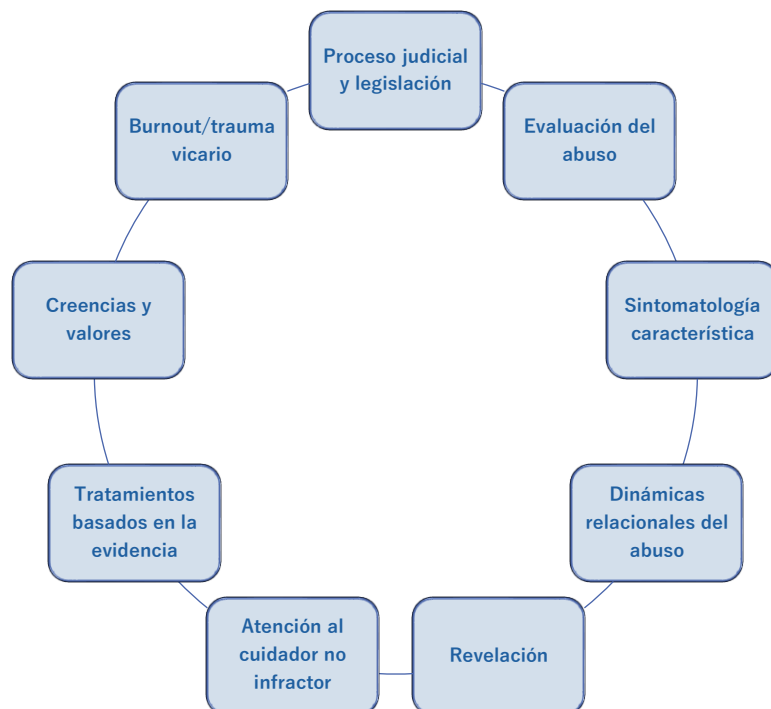 Proceso judicial
y legislación
Evaluación del
abuso
Sintomatología
característica
Dinámicas
relacionales del
abuso
Revelación
Atención al
cuidador no
infractor
Tratamientos
basados en la
evidencia
Creencias y
valores
Burnout/trauma
vicario